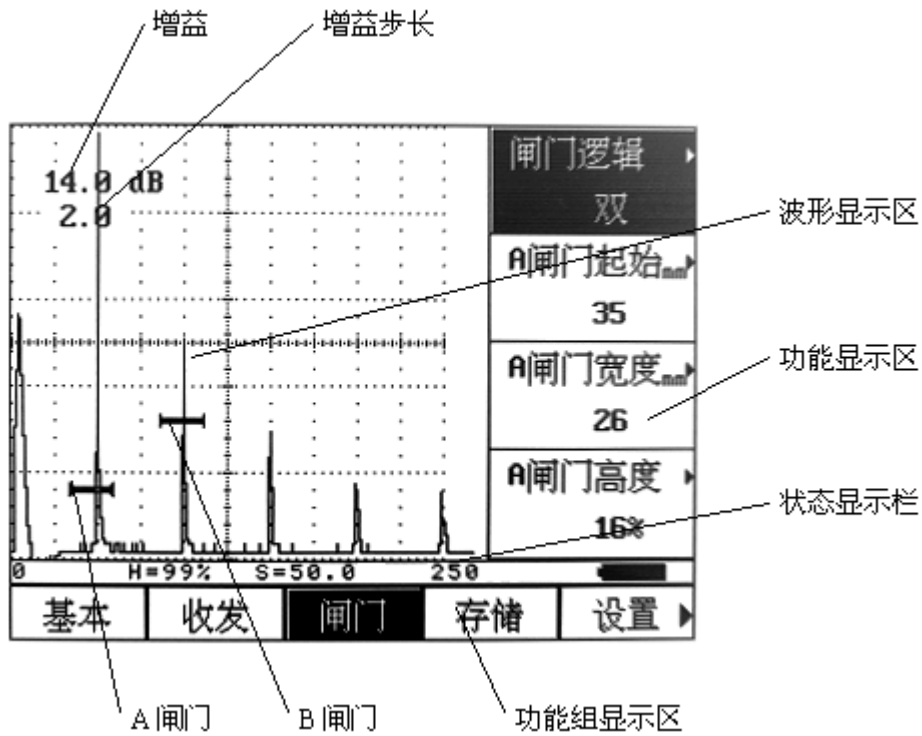 增益
增益步长
14.0 dB
2.0
闸门逻辑
双
A闸门起始mm
35
A闸门宽度mm
26
A闸门高度
16%
波形显示区
功能显示区
状态显示栏
0 H=99% S=50.0 250
基本 收发 闸门 存储 设置
A闸门
B闸门
功能组显示区